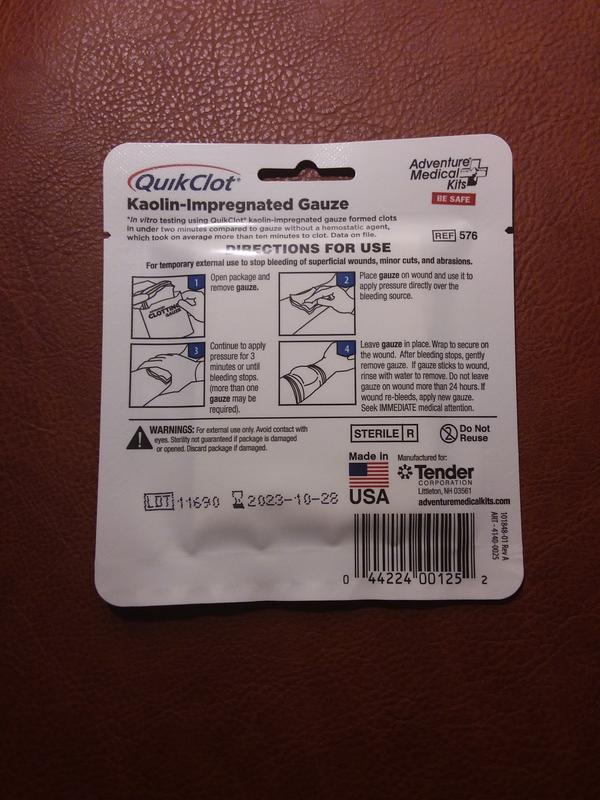 QuikClot®
Adventure
Medical
Kits
BE SAFE
Kaolin-Impregnated Gauze
*In vitro testing using QuikClot® kaolin-impregnated gauze formed clots
in under two minutes compared to gauze without a hemostatic agent,
which took on average more than ten minutes to clot. Data on file.
REF 576
DIRECTIONS FOR USE
For temporary external use to stop bleeding of superficial wounds, minor cuts, and abrasions.
1
CLOTTING
GAUZE
Open package and
remove gauze.
2
Place gauze on wound and use it to
apply pressure directly over the
bleeding source.
3
Continue to apply
pressure for 3
minutes or until
bleeding stops.
(more than one
gauze may be
required).
4
Leave gauze in place. Wrap to secure on
the wound. After bleeding stops, gently
remove gauze. If gauze sticks to wound,
rinse with water to remove. Do not leave
gauze on wound more than 24 hours. If
wound re-bleeds, apply new gauze.
Seek IMMEDIATE medical attention.
WARNINGS: For external use only. Avoid contact with
eyes. Sterility not guaranteed if package is damaged
or opened. Discard package if damaged.
STERILE R
2 Do Not
Reuse
Made in
USA
Manufactured for:
Tender
CORPORATION
Littleton, NH 03561
adventuremedicalkits.com
LOT 11690 2023-10-28
0 44224 00125 2
101848-01 Rev A
ART - 4140-0025